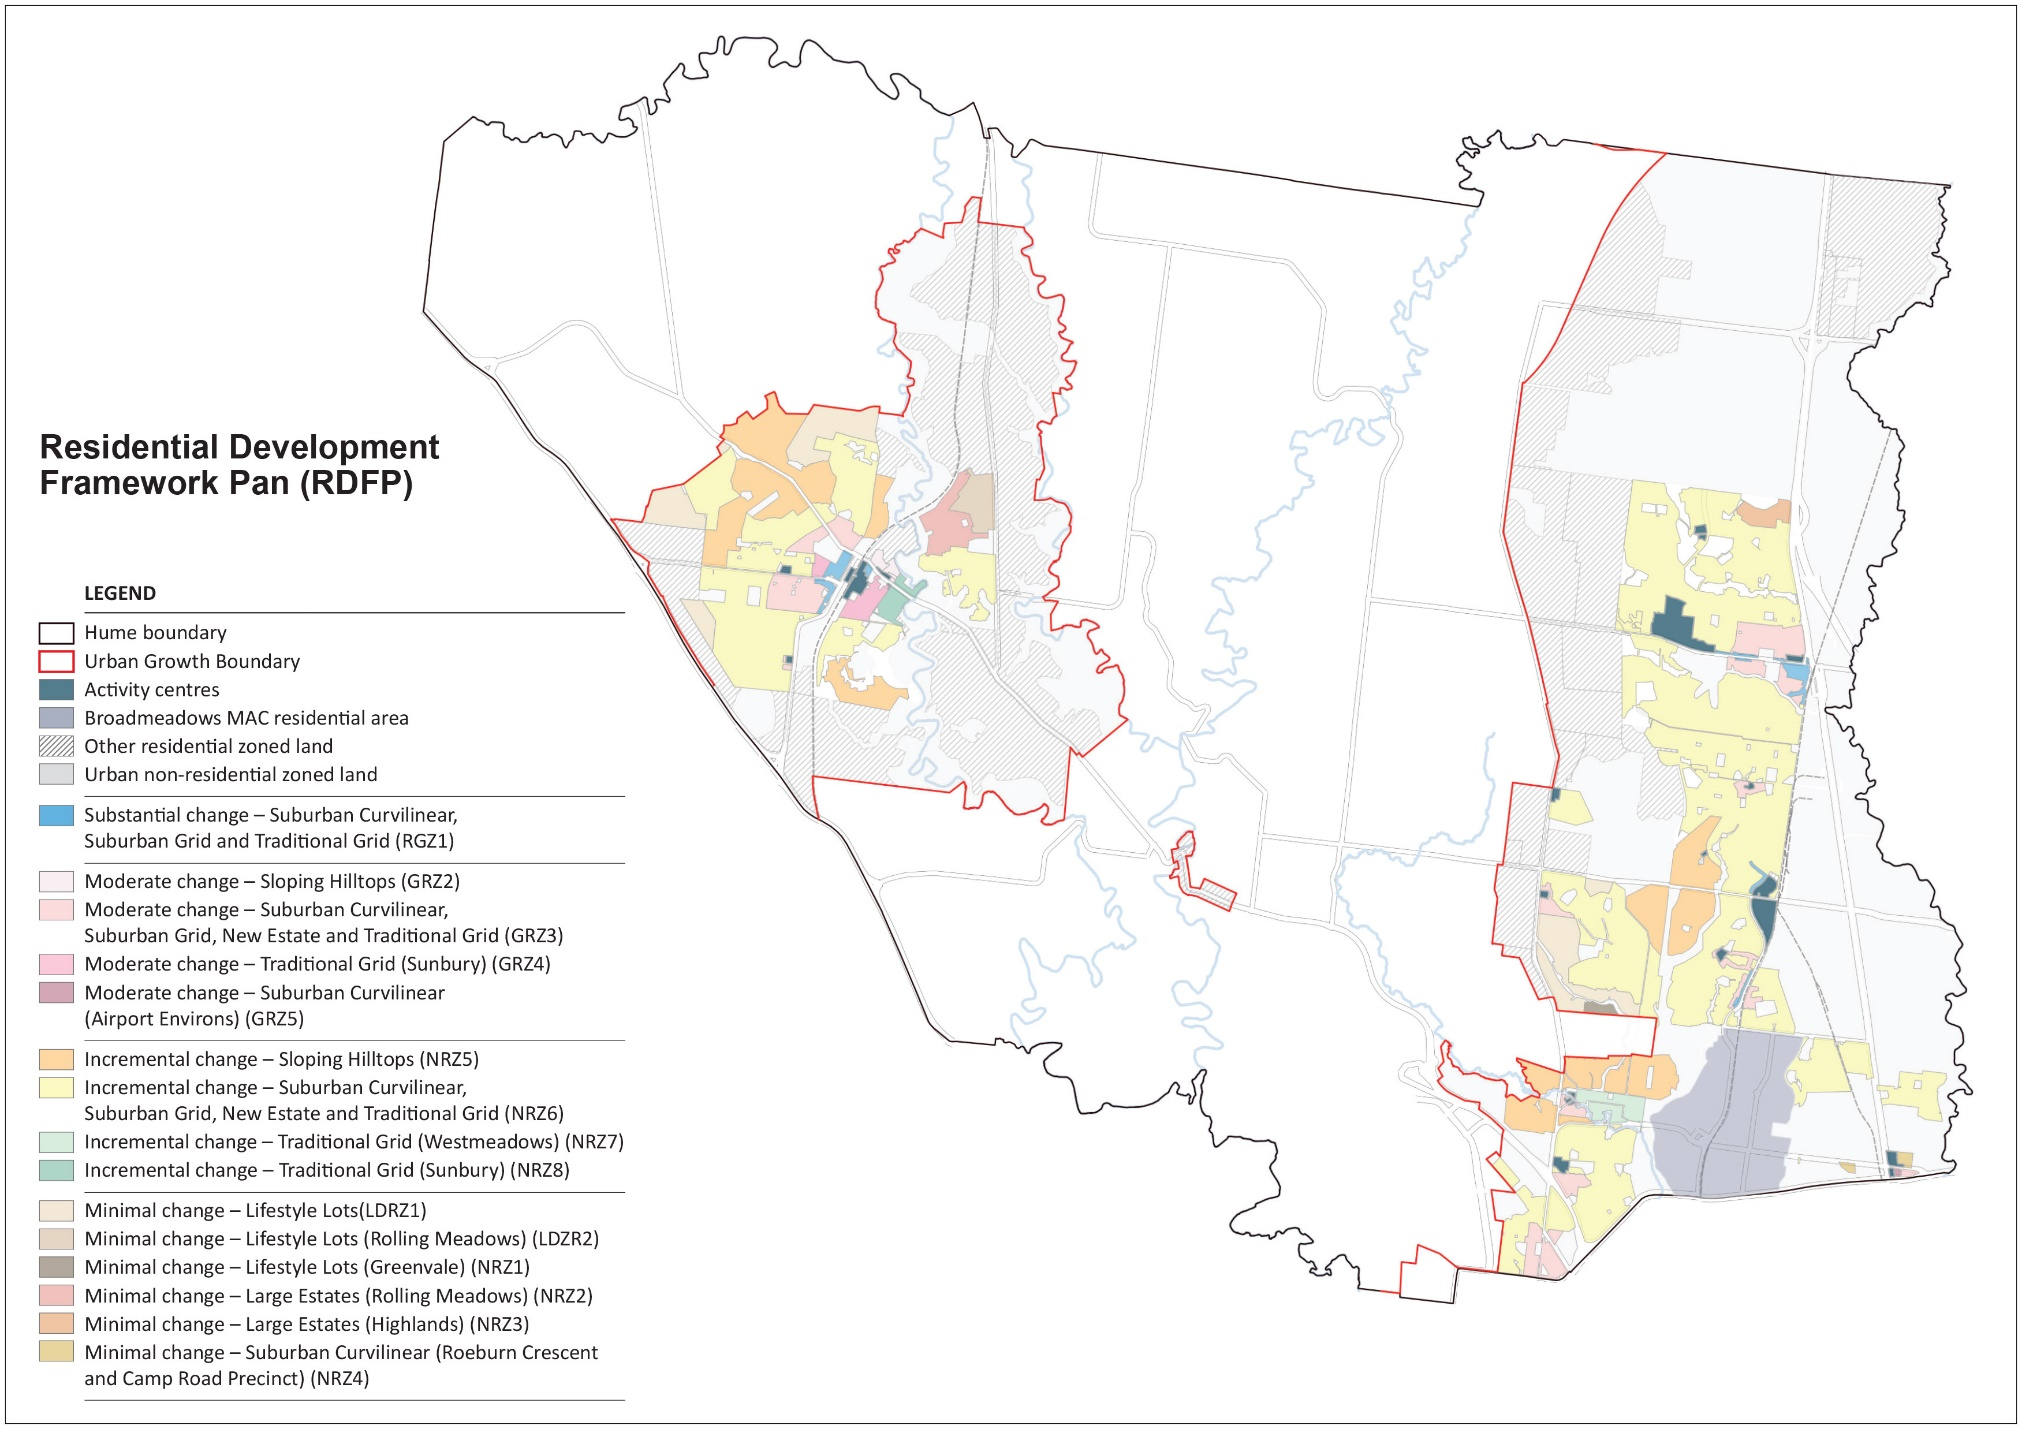 Residential Development
Framework Pan (RDFP)
LEGEND
Hume boundary
Urban Growth Boundary
Activity centres
Broadmeadows MAC residential area
Other residential zoned land
Urban non-residential zoned land
Substantial change – Suburban Curvilinear,
Suburban Grid and Traditional Grid (RGZ1)
Moderate change – Sloping Hilltops (GRZ2)
Moderate change – Suburban Curvilinear,
Suburban Grid, New Estate and Traditional Grid (GRZ3)
Moderate change – Traditional Grid (Sunbury) (GRZ4)
Moderate change – Suburban Curvilinear
(Airport Environs) (GRZ5)
Incremental change – Sloping Hilltops (NRZ5)
Incremental change – Suburban Curvilinear,
Suburban Grid, New Estate and Traditional Grid (NRZ6)
Incremental change – Traditional Grid (Westmeadows) (NRZ7)
Incremental change – Traditional Grid (Sunbury) (NRZ8)
Minimal change – Lifestyle Lots(LDRZ1)
Minimal change – Lifestyle Lots (Rolling Meadows) (LDZR2)
Minimal change – Lifestyle Lots (Greenvale) (NRZ1)
Minimal change – Large Estates (Rolling Meadows) (NRZ2)
Minimal change – Large Estates (Highlands) (NRZ3)
Minimal change – Suburban Curvilinear (Roeburn Crescent
and Camp Road Precinct) (NRZ4)